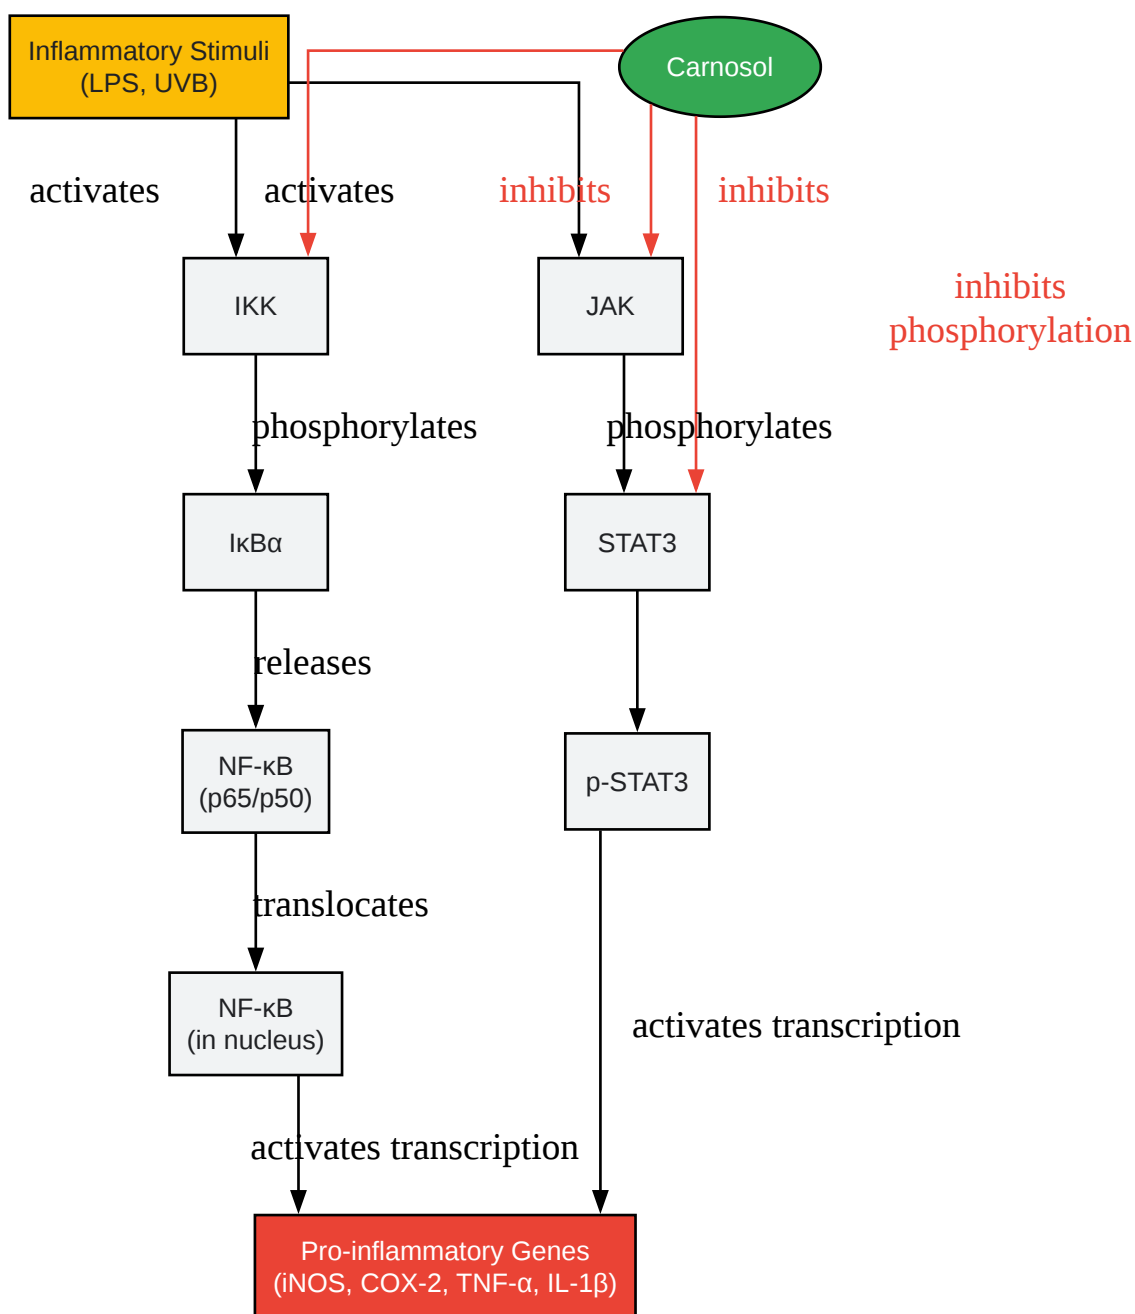 Inflammatory Stimuli
(LPS, UVB)
Carnosol
activates
activates
inhibits
inhibits
inhibits
phosphorylation
IKK
JAK
phosphorylates
phosphorylates
IκBα
STAT3
releases
NF-κB
(p65/p50)
p-STAT3
translocates
NF-κB
(in nucleus)
activates transcription
activates transcription
Pro-inflammatory Genes
(iNOS, COX-2, TNF-α, IL-1β)